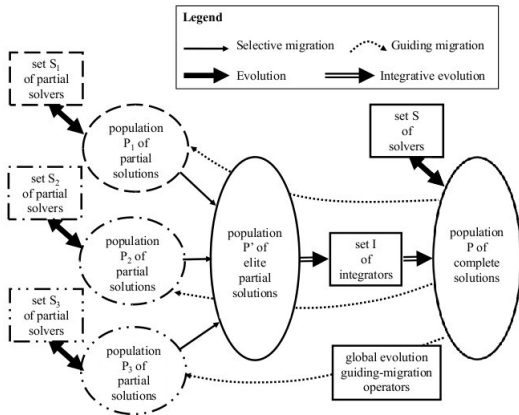 Legend
Selective migration
Guiding migration
Evolution
Integrative evolution
set S₁
of partial
solvers
population
P₁ of
partial
solutions
set S
of
solvers
set S₂
of partial
solvers
population
P₂ of
partial
solutions
population
P' of
elite
partial
solutions
set I
of
integrators
population
P of
complete
solutions
set S₃
of partial
solvers
population
P₃ of
partial
solutions
global evolution
guiding-migration
operators